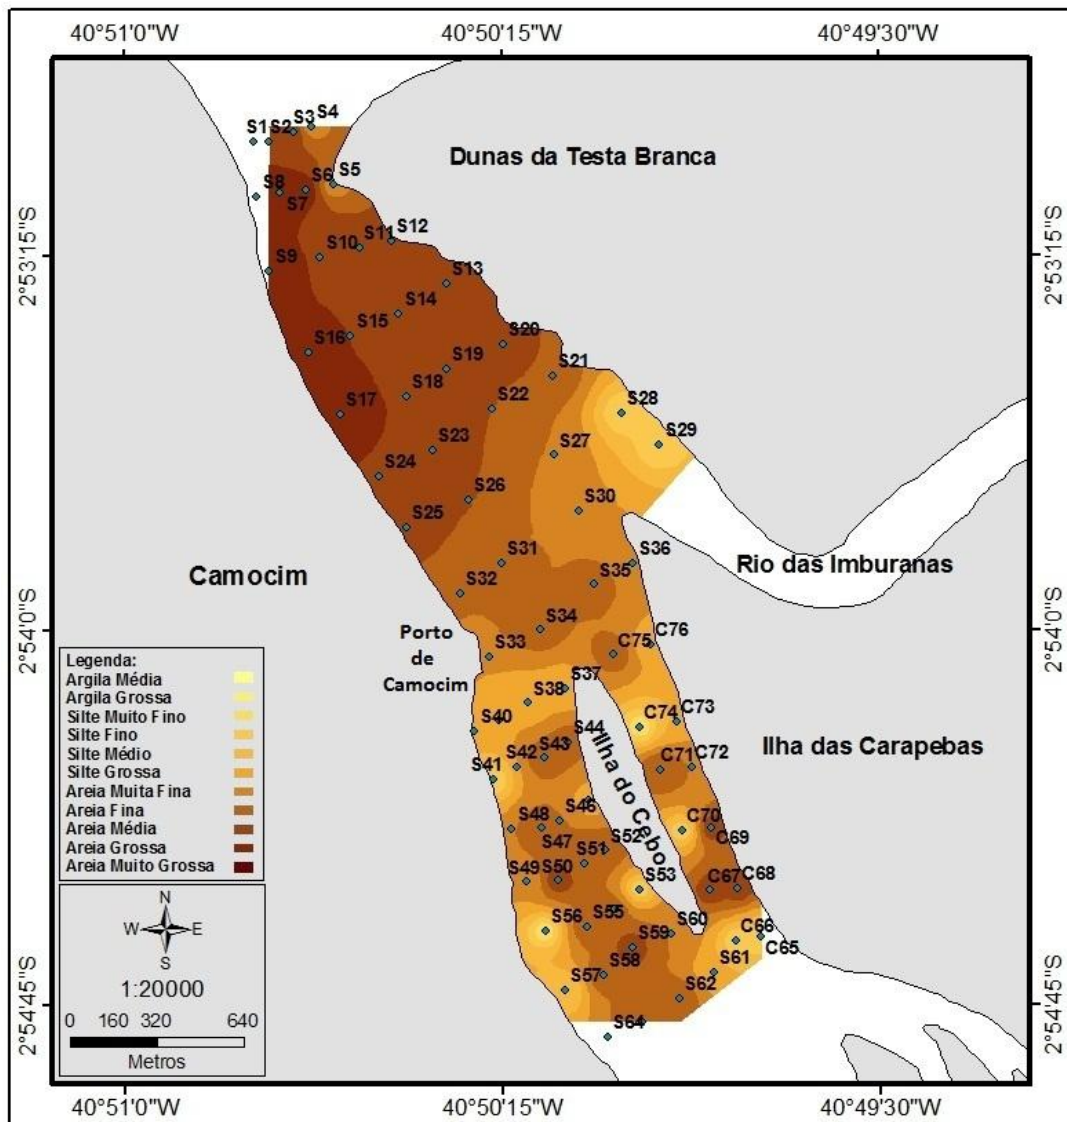 40°51'0"W 40°50'15"W 40°49'30"W
S1 S2 S3 S4
Dunas da Testa Branca
S8 S7 S6 S5
2°53'15"S 2°53'15"S
S9 S10 S11 S12
S13
S16 S15 S14
S20
S19 S21
S17 S18 S22 S28
S29
S24 S23 S27
S26
S25 S30
S31 S36
Camocim
S32 S35
Rio das Imburanas
2°54'0"S 2°54'0"S
S34
Porto
de
Camocim
S33 C75 C76
S37
S38
S40 S44 C74 C73
Ilha das Carapebas
S41 S42 S43 C71 C72
Ilha do Cebo
S48 S46 C70
S47 S52 C69
S49 S50 S51
S53 C67 C68
S56 S55
S59 S60 C66
C65
S58 S61
S57
S62
S64
2°54'45"S 2°54'45"S
Legenda:
Argila Média
Argila Grossa
Silte Muito Fino
Silte Fino
Silte Médio
Silte Grossa
Areia Muita Fina
Areia Fina
Areia Média
Areia Grossa
Areia Muito Grossa
N
W E
S
1:20000
0 160 320 640
Metros
40°51'0"W 40°50'15"W 40°49'30"W